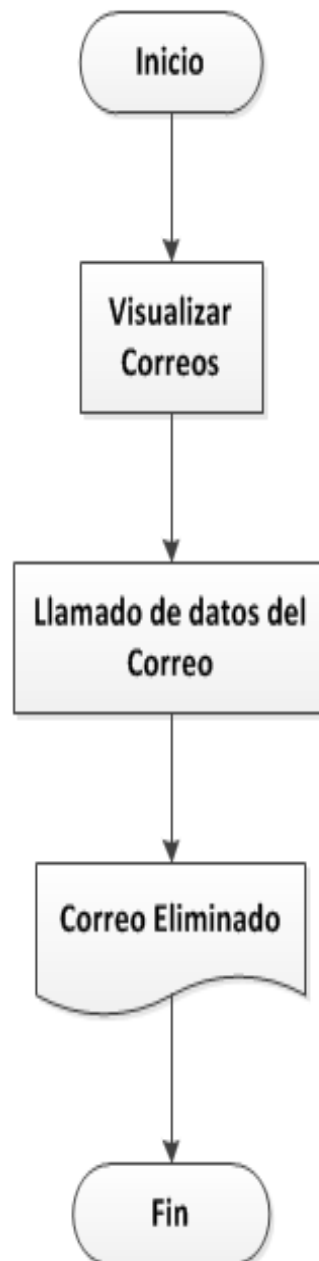 Inicio
Visualizar
Correos
Llamado de datos del
Correo
Correo Eliminado
Fin